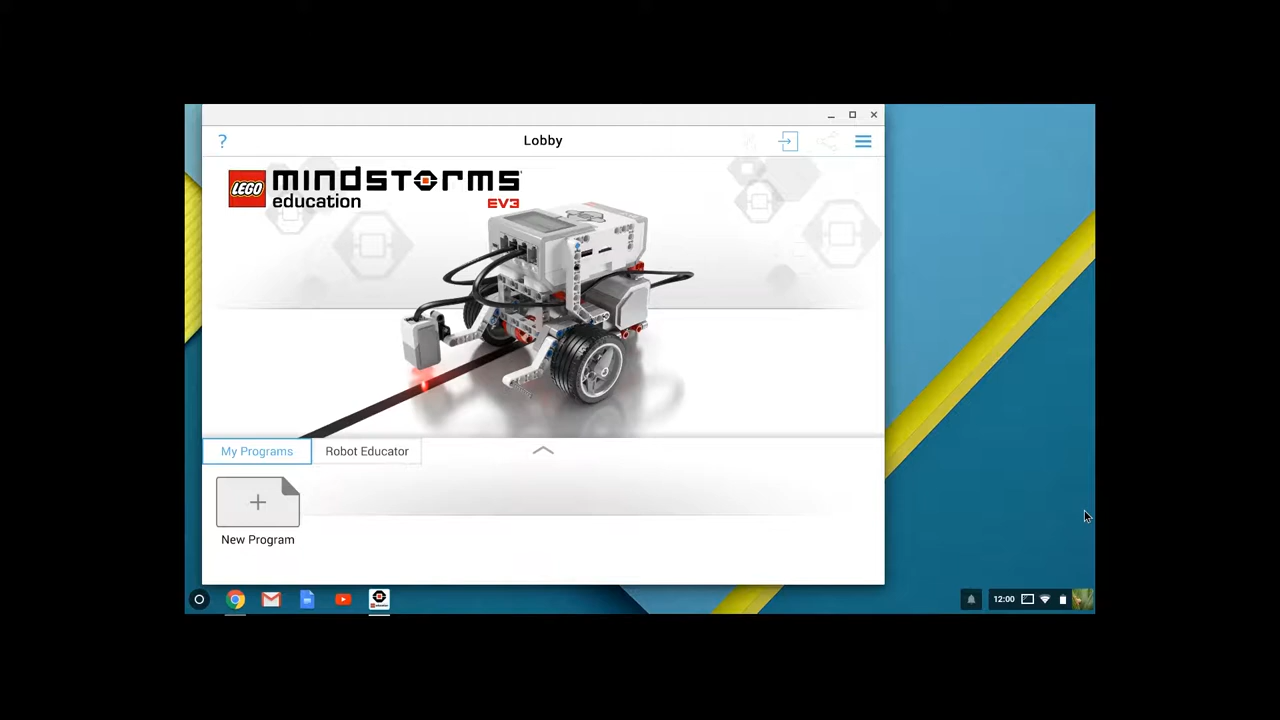 ?
Lobby
LEGO mindstorms
education EV3
My Programs
Robot Educator
+
New Program
12:00